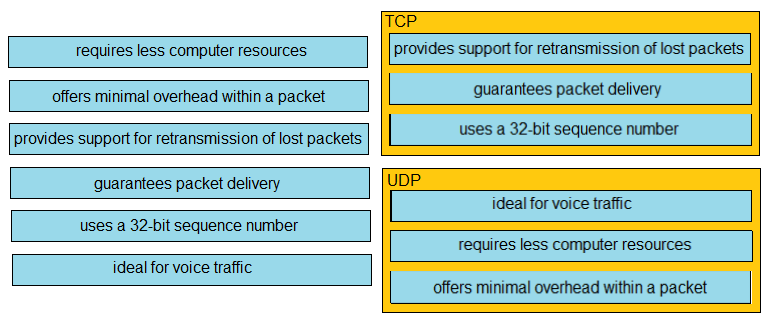 requires less computer resources
offers minimal overhead within a packet
provides support for retransmission of lost packets
guarantees packet delivery
uses a 32-bit sequence number
ideal for voice traffic
TCP
provides support for retransmission of lost packets
guarantees packet delivery
uses a 32-bit sequence number
UDP
ideal for voice traffic
requires less computer resources
offers minimal overhead within a packet